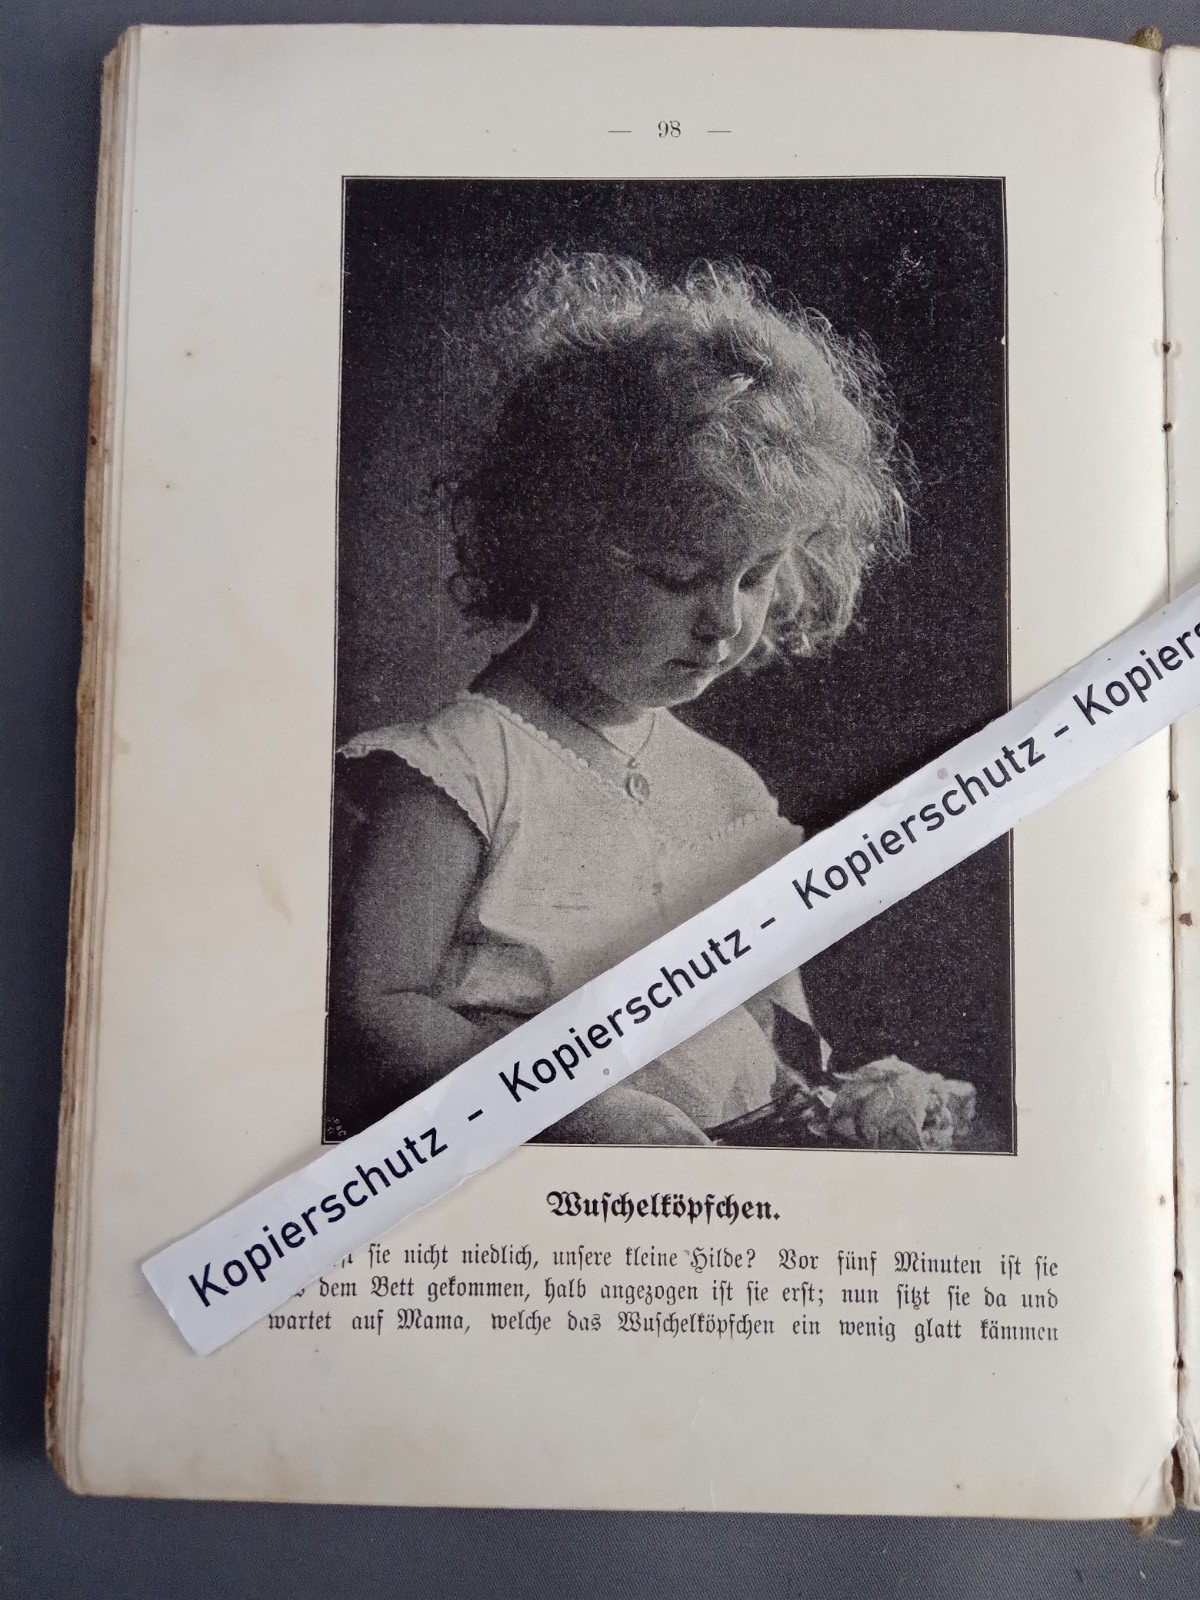 — 98 —
Kopierschutz - Kopierschutz - Kopierschutz - Kopiers
Wuſchelköpfchen.
ſie nicht niedlich, unſere kleine Hilde? Vor fünf Minuten iſt ſie
dem Bett gekommen, halb angezogen iſt ſie erſt; nun ſitzt ſie da und
wartet auf Mama, welche das Wuſchelköpfchen ein wenig glatt kämmen